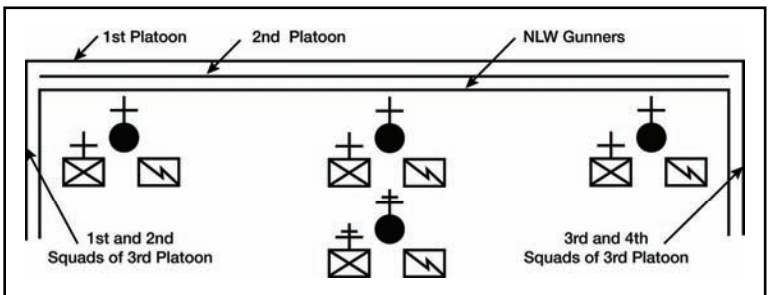 1st Platoon
2nd Platoon
NLW Gunners
1st and 2nd
Squads of 3rd Platoon
3rd and 4th
Squads of 3rd Platoon